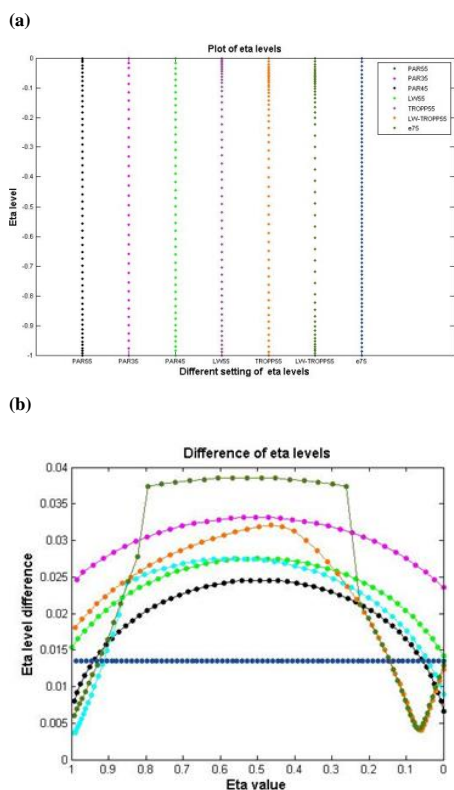 (a)
Plot of eta levels
0
-0.1
-0.2
-0.3
-0.4
-0.5
-0.6
-0.7
-0.8
-0.9
-1
Eta level
PAR55
PAR35
PAR45
LW55
TROPP55
LW-TROPP55
e75
PAR55 PAR35 PAR45 LW55 TROPP55 LW-TROPP55 e75
Different setting of eta levels
(b)
Difference of eta levels
0.04
0.035
0.03
0.025
0.02
0.015
0.01
0.005
0
Eta level difference
1 0.9 0.8 0.7 0.6 0.5 0.4 0.3 0.2 0.1 0
Eta value